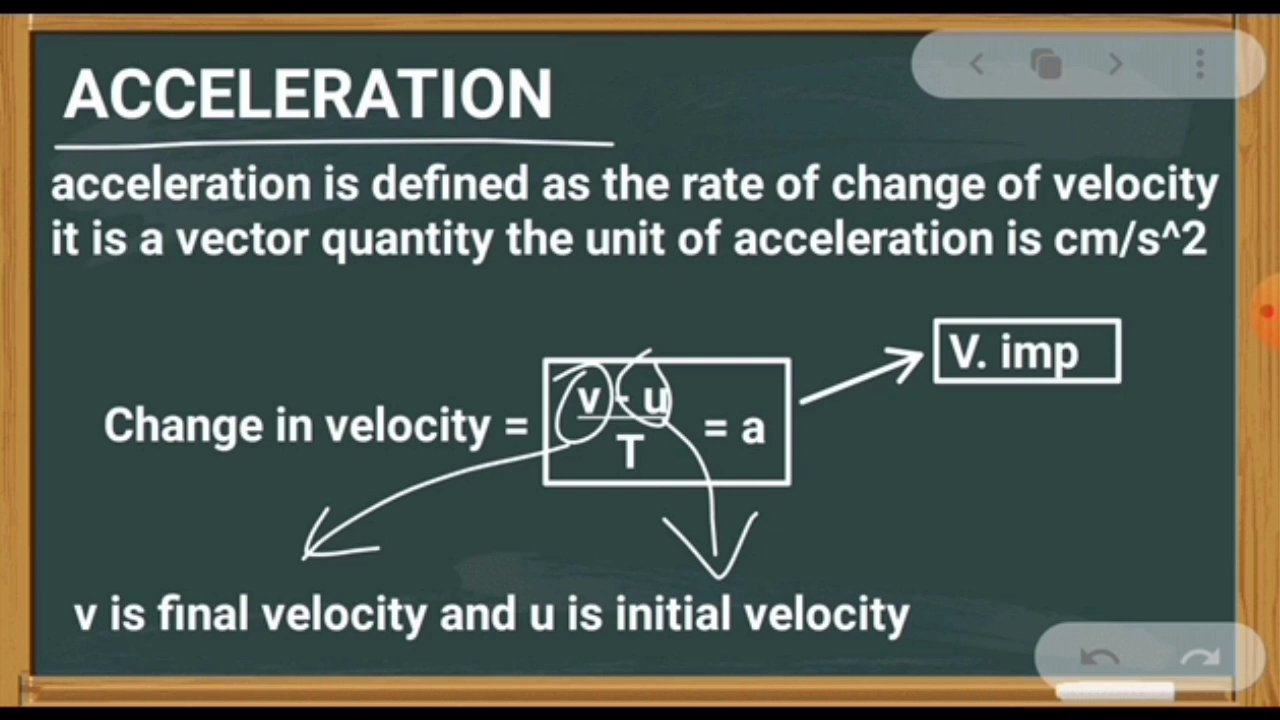 ACCELERATION
acceleration is defined as the rate of change of velocity
it is a vector quantity the unit of acceleration is cm/s^2
V. imp
Change in velocity = v - u = a
T
v is final velocity and u is initial velocity